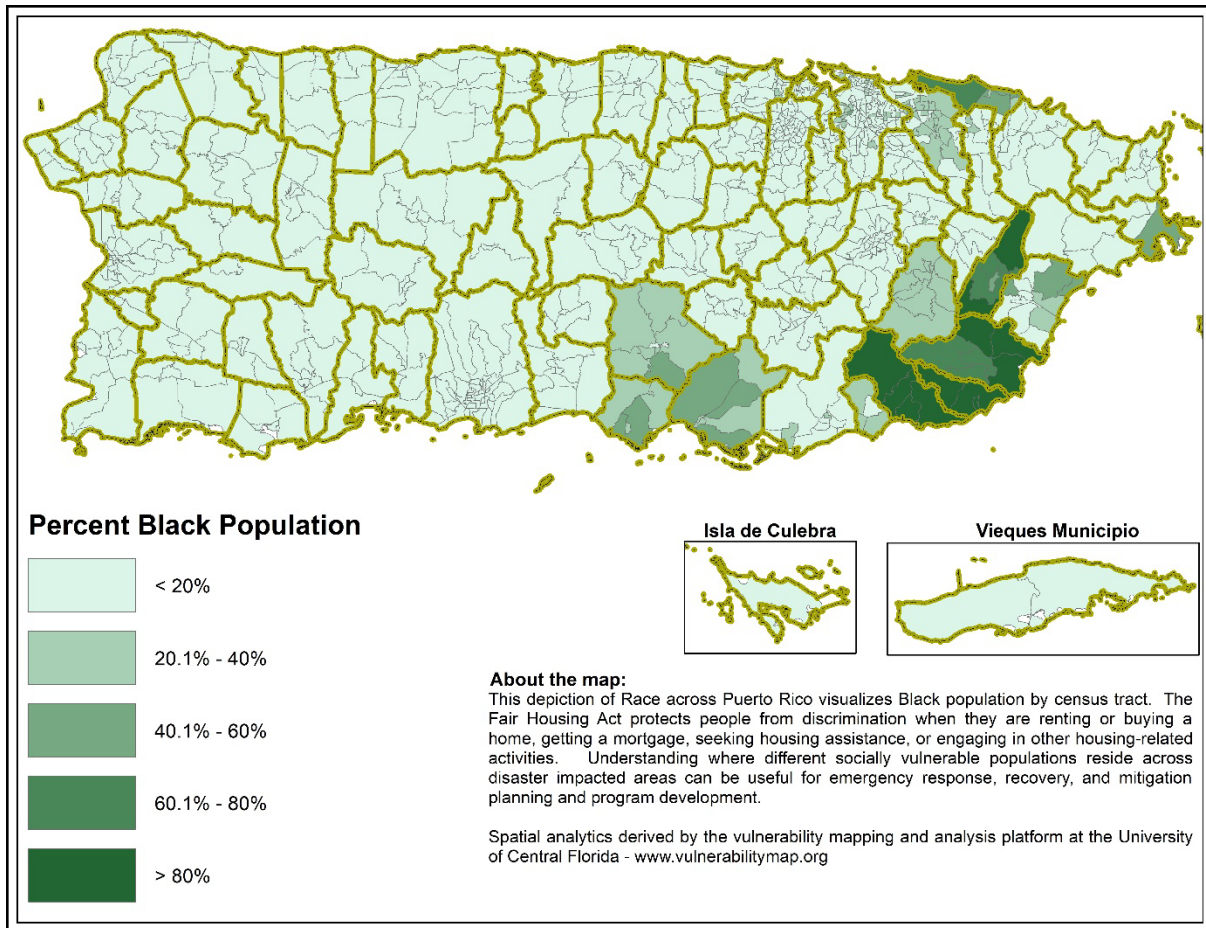 Percent Black Population
< 20%
20.1% - 40%
40.1% - 60%
60.1% - 80%
> 80%
Isla de Culebra
Vieques Municipio
About the map:
This depiction of Race across Puerto Rico visualizes Black population by census tract. The
Fair Housing Act protects people from discrimination when they are renting or buying a
home, getting a mortgage, seeking housing assistance, or engaging in other housing-related
activities. Understanding where different socially vulnerable populations reside across
disaster impacted areas can be useful for emergency response, recovery, and mitigation
planning and program development.
Spatial analytics derived by the vulnerability mapping and analysis platform at the University
of Central Florida - www.vulnerabilitymap.org